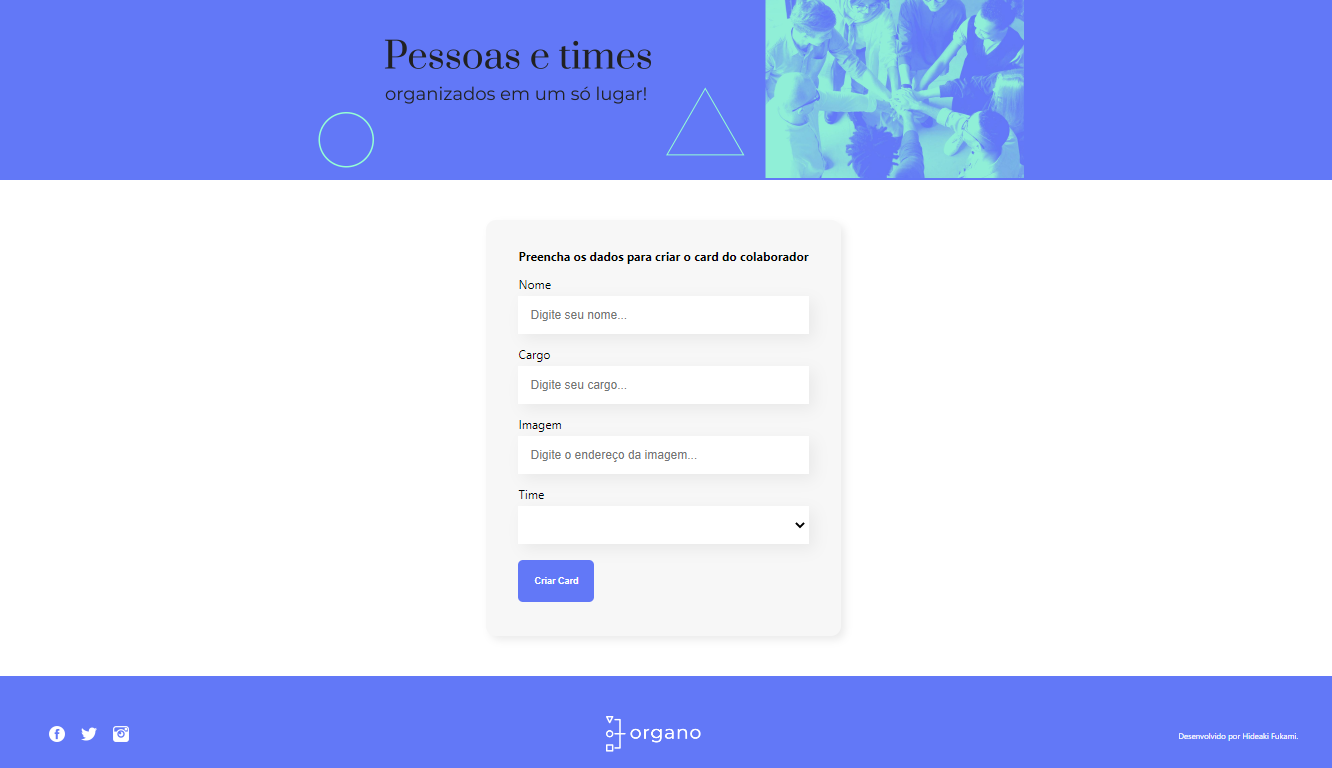 Pessoas e times
organizados em um só lugar!
Preencha os dados para criar o card do colaborador
Nome
Digite seu nome...
Cargo
Digite seu cargo...
Imagem
Digite o endereço da imagem...
Time
Criar Card
organo
Desenvolvido por Hideaki Fukami.